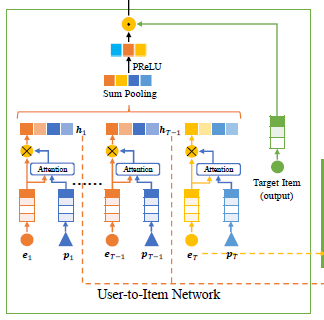 PReLU
Sum Pooling
h1
hT−1
Attention
Attention
Attention
Target Item
(output)
e1
p1
eT−1
pT−1
eT
pT
User-to-Item Network